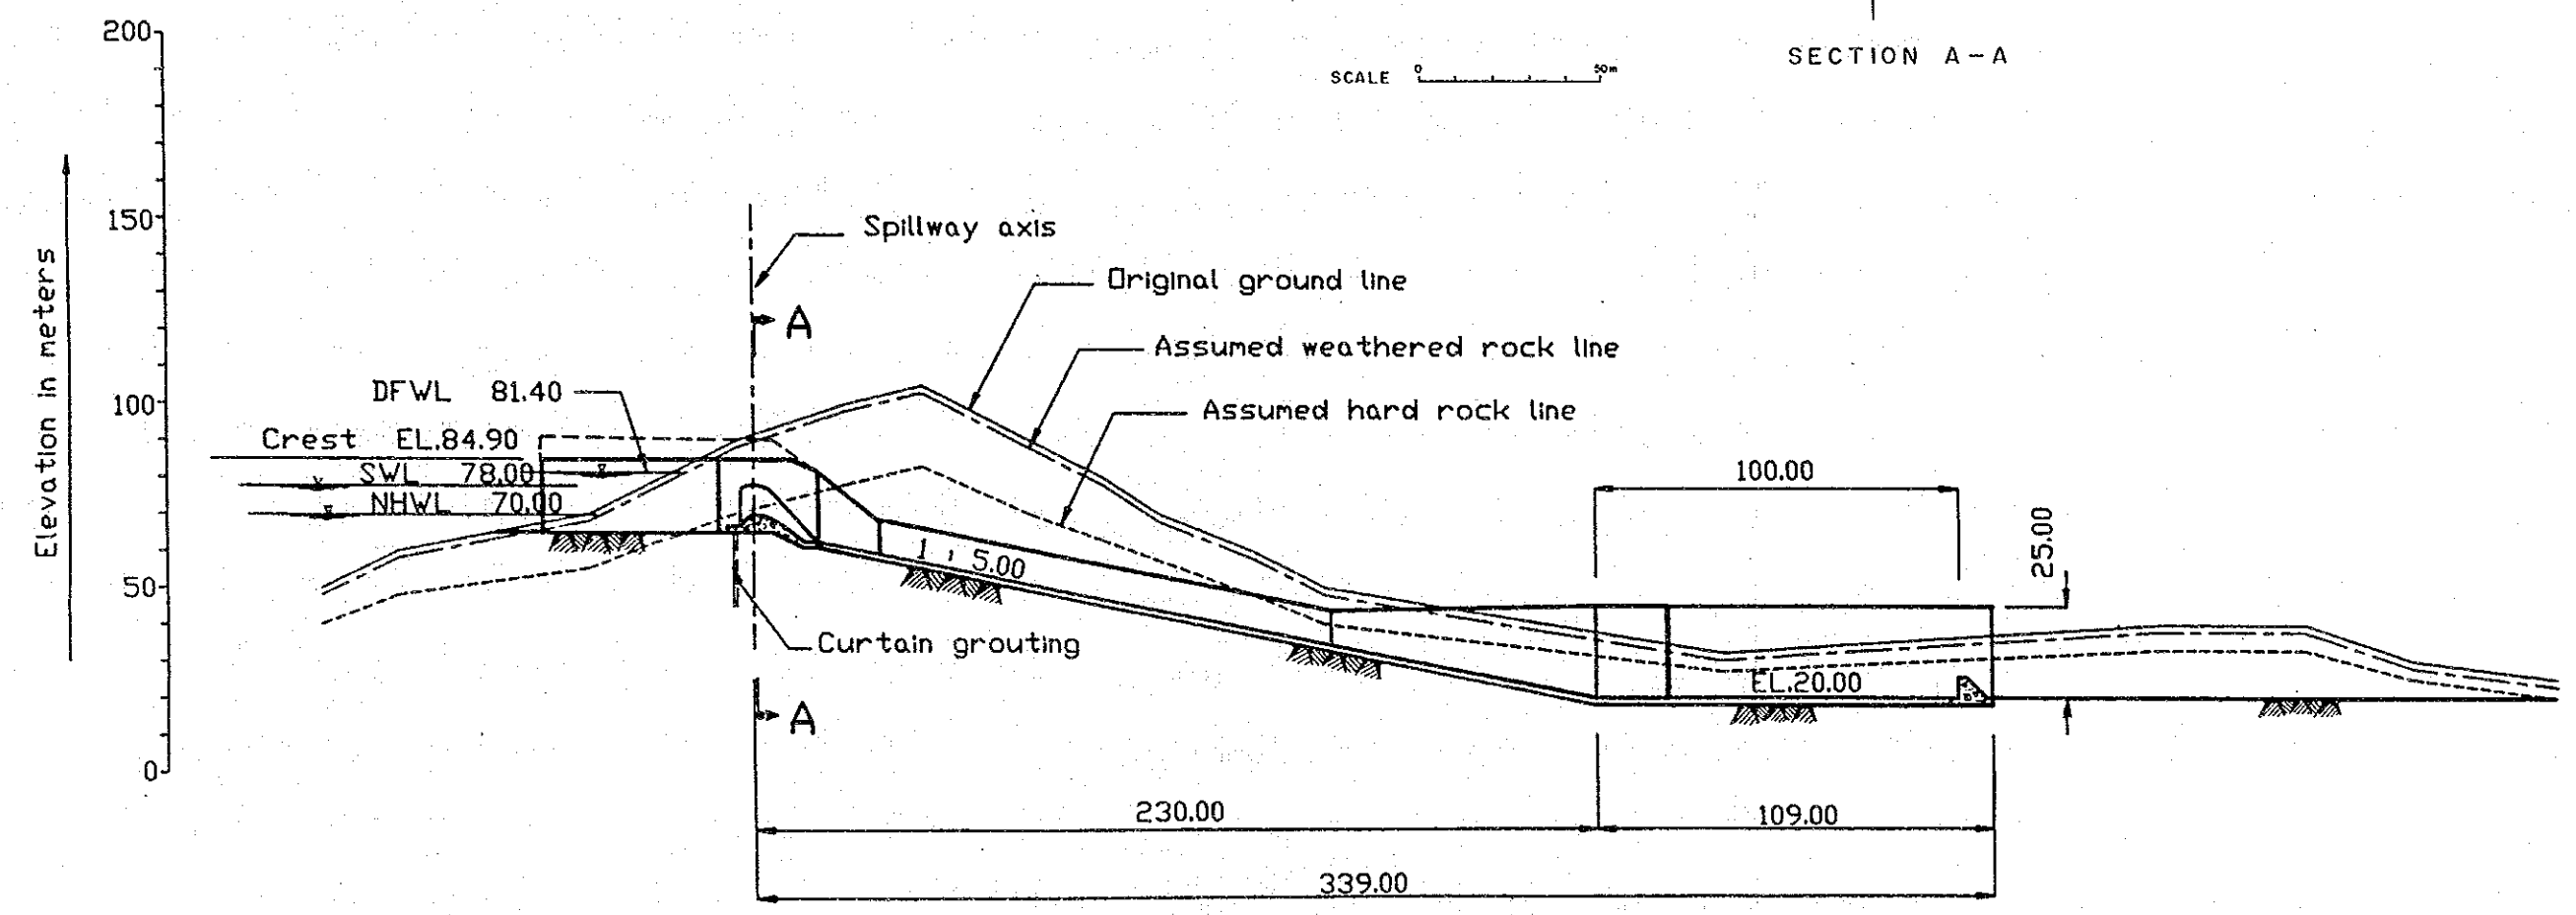 200
SCALE 0 50m
SECTION A-A
150
Spillway axis
Original ground line
A
Assumed weathered rock line
DFWL 81.40
100
Assumed hard rock line
Crest EL.84.90
SWL 78.00
NHWL 70.00
100.00
Elevation in meters
25.00
1 : 5.00
50
Curtain grouting
EL.20.00
A
0
230.00
109.00
339.00